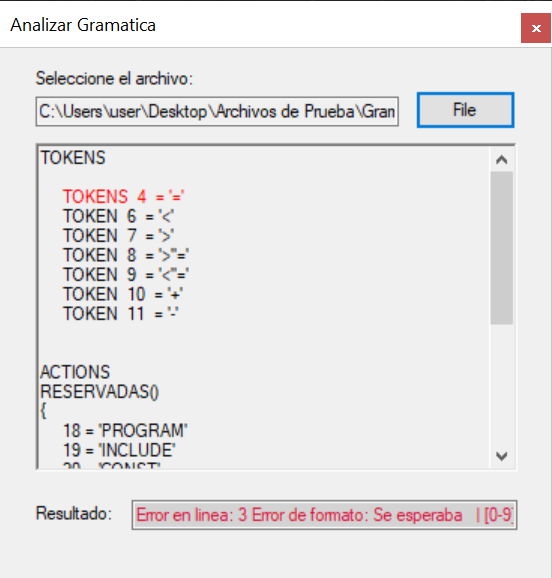 Analizar Gramatica
Seleccione el archivo:
C:\Users\user\Desktop\Archivos de Prueba\Gram
File
TOKENS
TOKENS 4 = '='
TOKEN 6 = '<'
TOKEN 7 = '>'
TOKEN 8 = '>''='
TOKEN 9 = '<''='
TOKEN 10 = '+'
TOKEN 11 = '-'
ACTIONS
RESERVADAS()
{
18 = 'PROGRAM'
19 = 'INCLUDE'
20 = 'CONST'
Resultado:
Error en linea: 3 Error de formato: Se esperaba | [0-9]